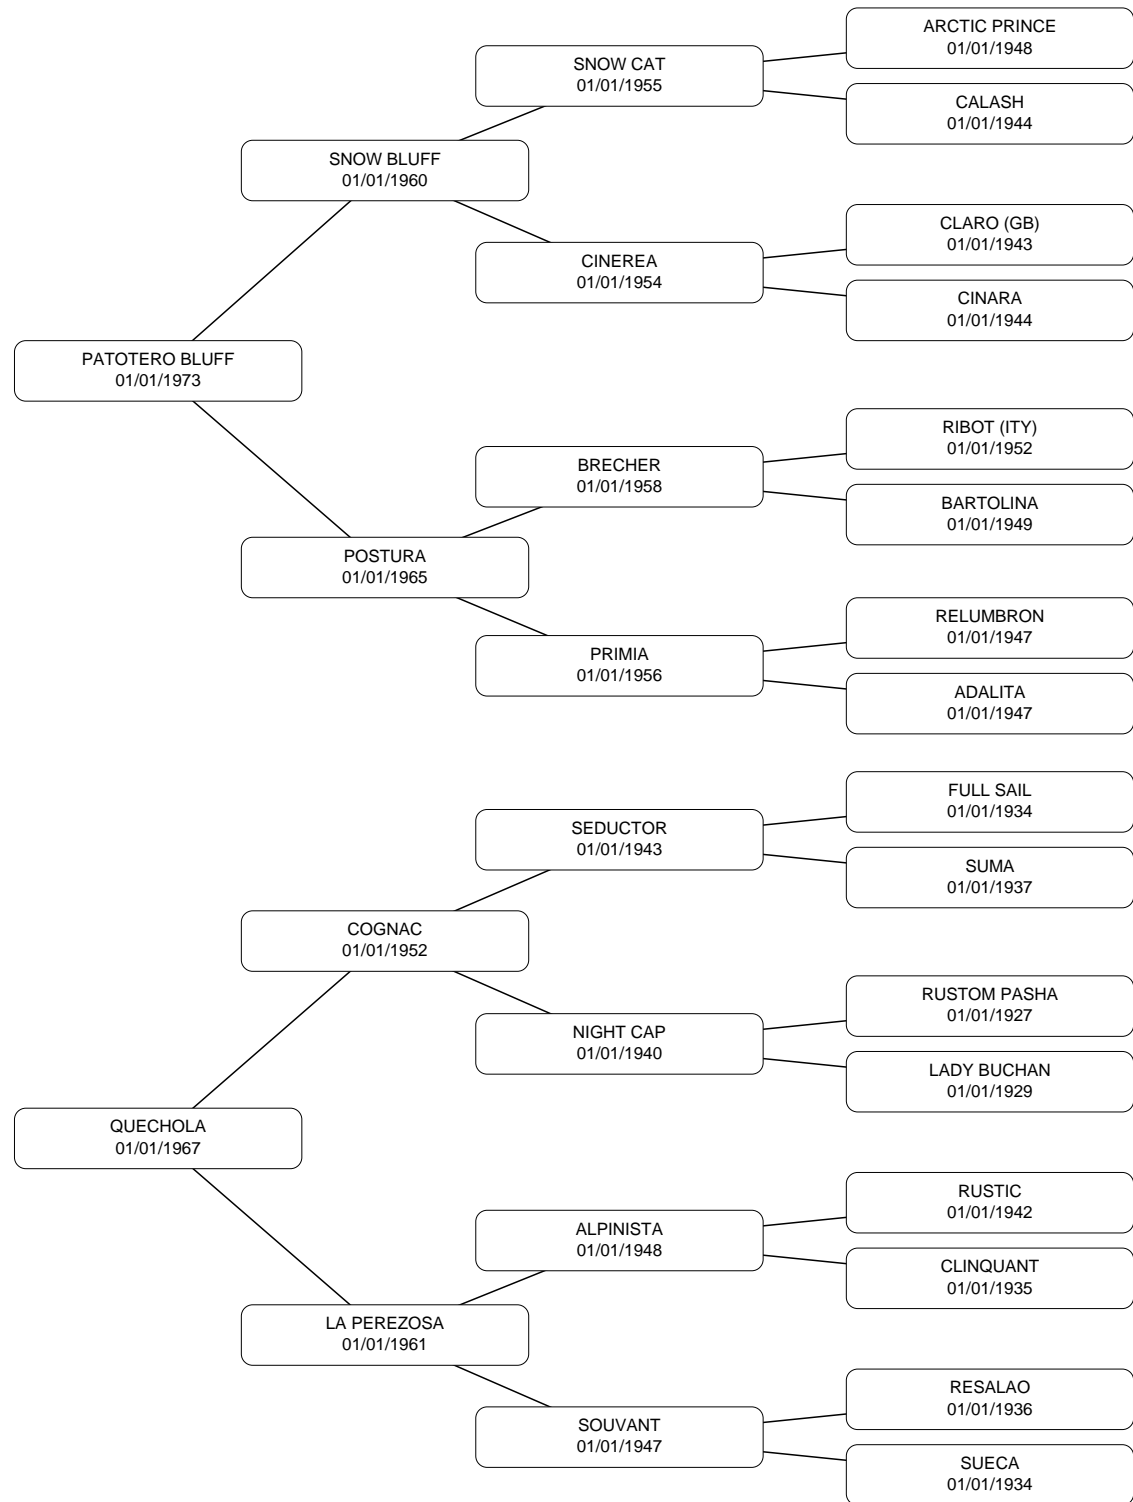 ARCTIC PRINCE
01/01/1948
SNOW CAT
01/01/1955
CALASH
01/01/1944
SNOW BLUFF
01/01/1960
CLARO (GB)
01/01/1943
CINEREA
01/01/1954
CINARA
01/01/1944
PATOTERO BLUFF
01/01/1973
RIBOT (ITY)
01/01/1952
BRECHER
01/01/1958
BARTOLINA
01/01/1949
POSTURA
01/01/1965
RELUMBRON
01/01/1947
PRIMIA
01/01/1956
ADALITA
01/01/1947
FULL SAIL
01/01/1934
SEDUCTOR
01/01/1943
SUMA
01/01/1937
COGNAC
01/01/1952
RUSTOM PASHA
01/01/1927
NIGHT CAP
01/01/1940
LADY BUCHAN
01/01/1929
QUECHOLA
01/01/1967
RUSTIC
01/01/1942
ALPINISTA
01/01/1948
CLINQUANT
01/01/1935
LA PEREZOSA
01/01/1961
RESALAO
01/01/1936
SOUVANT
01/01/1947
SUECA
01/01/1934